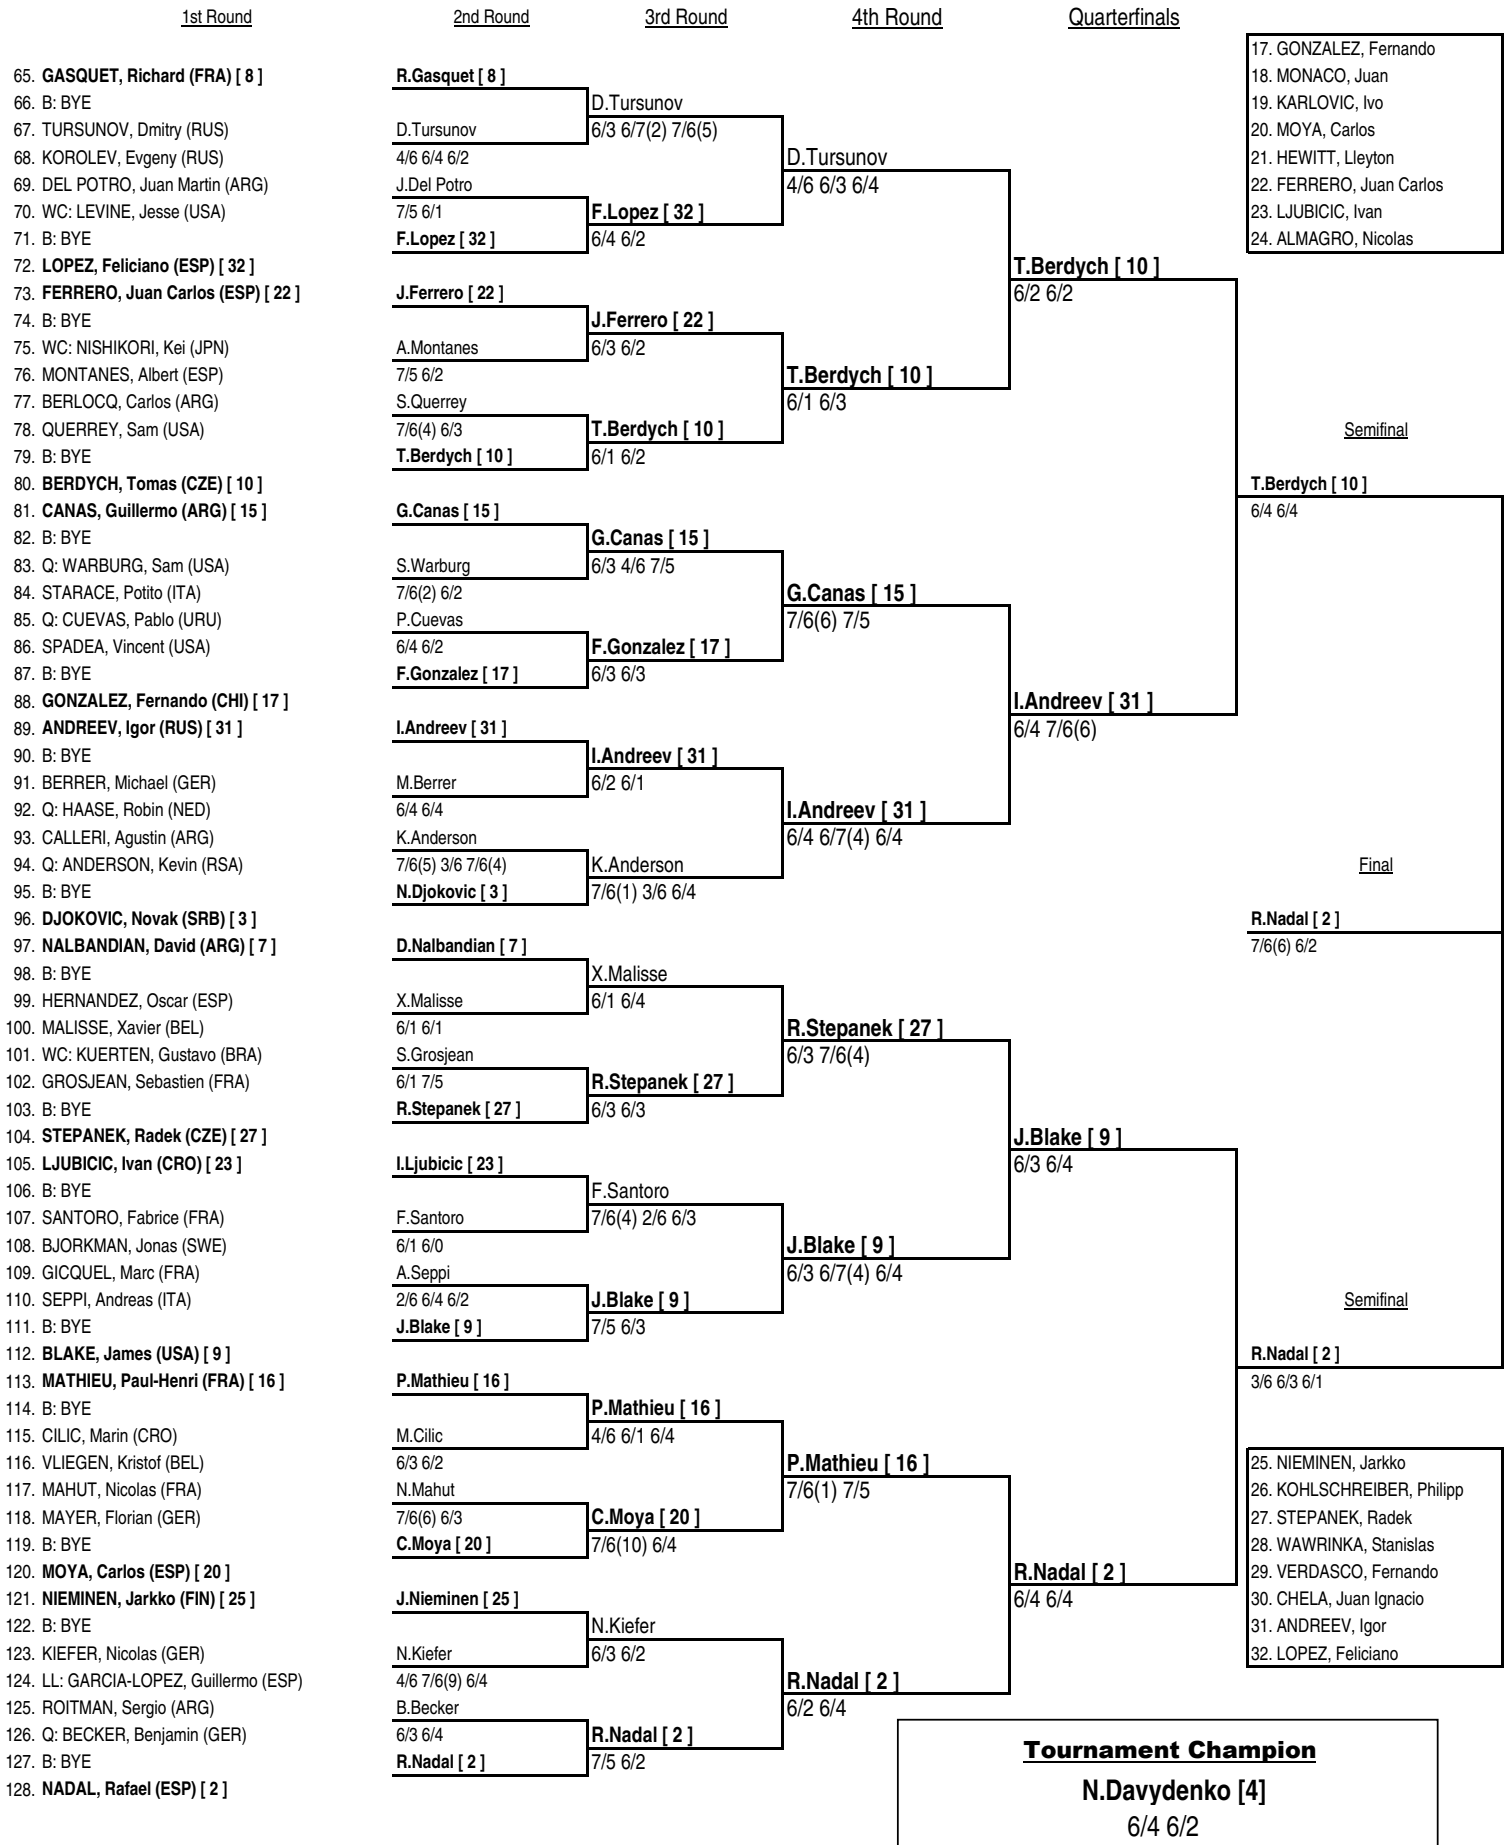 1st Round
2nd Round
3rd Round
4th Round
Quarterfinals
65. GASQUET, Richard (FRA) [ 8 ]
66. B: BYE
67. TURSUNOV, Dmitry (RUS)
68. KOROLEV, Evgeny (RUS)
69. DEL POTRO, Juan Martin (ARG)
70. WC: LEVINE, Jesse (USA)
71. B: BYE
72. LOPEZ, Feliciano (ESP) [ 32 ]
73. FERRERO, Juan Carlos (ESP) [ 22 ]
74. B: BYE
75. WC: NISHIKORI, Kei (JPN)
76. MONTANES, Albert (ESP)
77. BERLOCQ, Carlos (ARG)
78. QUERREY, Sam (USA)
79. B: BYE
80. BERDYCH, Tomas (CZE) [ 10 ]
81. CANAS, Guillermo (ARG) [ 15 ]
82. B: BYE
83. Q: WARBURG, Sam (USA)
84. STARACE, Potito (ITA)
85. Q: CUEVAS, Pablo (URU)
86. SPADEA, Vincent (USA)
87. B: BYE
88. GONZALEZ, Fernando (CHI) [ 17 ]
89. ANDREEV, Igor (RUS) [ 31 ]
90. B: BYE
91. BERRER, Michael (GER)
92. Q: HAASE, Robin (NED)
93. CALLERI, Agustin (ARG)
94. Q: ANDERSON, Kevin (RSA)
95. B: BYE
96. DJOKOVIC, Novak (SRB) [ 3 ]
97. NALBANDIAN, David (ARG) [ 7 ]
98. B: BYE
99. HERNANDEZ, Oscar (ESP)
100. MALISSE, Xavier (BEL)
101. WC: KUERTEN, Gustavo (BRA)
102. GROSJEAN, Sebastien (FRA)
103. B: BYE
104. STEPANEK, Radek (CZE) [ 27 ]
105. LJUBICIC, Ivan (CRO) [ 23 ]
106. B: BYE
107. SANTORO, Fabrice (FRA)
108. BJORKMAN, Jonas (SWE)
109. GICQUEL, Marc (FRA)
110. SEPPI, Andreas (ITA)
111. B: BYE
112. BLAKE, James (USA) [ 9 ]
113. MATHIEU, Paul-Henri (FRA) [ 16 ]
114. B: BYE
115. CILIC, Marin (CRO)
116. VLIEGEN, Kristof (BEL)
117. MAHUT, Nicolas (FRA)
118. MAYER, Florian (GER)
119. B: BYE
120. MOYA, Carlos (ESP) [ 20 ]
121. NIEMINEN, Jarkko (FIN) [ 25 ]
122. B: BYE
123. KIEFER, Nicolas (GER)
124. LL: GARCIA-LOPEZ, Guillermo (ESP)
125. ROITMAN, Sergio (ARG)
126. Q: BECKER, Benjamin (GER)
127. B: BYE
128. NADAL, Rafael (ESP) [ 2 ]
R.Gasquet [ 8 ]
D.Tursunov
4/6 6/4 6/2
J.Del Potro
7/5 6/1
F.Lopez [ 32 ]
J.Ferrero [ 22 ]
A.Montanes
7/5 6/2
S.Querrey
7/6(4) 6/3
T.Berdych [ 10 ]
G.Canas [ 15 ]
S.Warburg
7/6(2) 6/2
P.Cuevas
6/4 6/2
F.Gonzalez [ 17 ]
I.Andreev [ 31 ]
M.Berrer
6/4 6/4
K.Anderson
7/6(5) 3/6 7/6(4)
N.Djokovic [ 3 ]
D.Nalbandian [ 7 ]
X.Malisse
6/1 6/1
S.Grosjean
6/1 7/5
R.Stepanek [ 27 ]
I.Ljubicic [ 23 ]
F.Santoro
6/1 6/0
A.Seppi
2/6 6/4 6/2
J.Blake [ 9 ]
P.Mathieu [ 16 ]
M.Cilic
6/3 6/2
N.Mahut
7/6(6) 6/3
C.Moya [ 20 ]
J.Nieminen [ 25 ]
N.Kiefer
4/6 7/6(9) 6/4
B.Becker
6/3 6/4
R.Nadal [ 2 ]
D.Tursunov
6/3 6/7(2) 7/6(5)
F.Lopez [ 32 ]
6/4 6/2
J.Ferrero [ 22 ]
6/3 6/2
T.Berdych [ 10 ]
6/1 6/2
G.Canas [ 15 ]
6/3 4/6 7/5
F.Gonzalez [ 17 ]
6/3 6/3
I.Andreev [ 31 ]
6/2 6/1
K.Anderson
7/6(1) 3/6 6/4
X.Malisse
6/1 6/4
R.Stepanek [ 27 ]
6/3 6/3
F.Santoro
7/6(4) 2/6 6/3
J.Blake [ 9 ]
7/5 6/3
P.Mathieu [ 16 ]
4/6 6/1 6/4
C.Moya [ 20 ]
7/6(10) 6/4
N.Kiefer
6/3 6/2
R.Nadal [ 2 ]
7/5 6/2
D.Tursunov
4/6 6/3 6/4
T.Berdych [ 10 ]
6/1 6/3
G.Canas [ 15 ]
7/6(6) 7/5
I.Andreev [ 31 ]
6/4 6/7(4) 6/4
R.Stepanek [ 27 ]
6/3 7/6(4)
J.Blake [ 9 ]
6/3 6/7(4) 6/4
P.Mathieu [ 16 ]
7/6(1) 7/5
R.Nadal [ 2 ]
6/2 6/4
T.Berdych [ 10 ]
6/2 6/2
I.Andreev [ 31 ]
6/4 7/6(6)
J.Blake [ 9 ]
6/3 6/4
R.Nadal [ 2 ]
6/4 6/4
17. GONZALEZ, Fernando
18. MONACO, Juan
19. KARLOVIC, Ivo
20. MOYA, Carlos
21. HEWITT, Lleyton
22. FERRERO, Juan Carlos
23. LJUBICIC, Ivan
24. ALMAGRO, Nicolas
Semifinal
T.Berdych [ 10 ]
6/4 6/4
Final
R.Nadal [ 2 ]
7/6(6) 6/2
Semifinal
R.Nadal [ 2 ]
3/6 6/3 6/1
25. NIEMINEN, Jarkko
26. KOHLSCHREIBER, Philipp
27. STEPANEK, Radek
28. WAWRINKA, Stanislas
29. VERDASCO, Fernando
30. CHELA, Juan Ignacio
31. ANDREEV, Igor
32. LOPEZ, Feliciano
Tournament Champion
N.Davydenko [4]
6/4 6/2